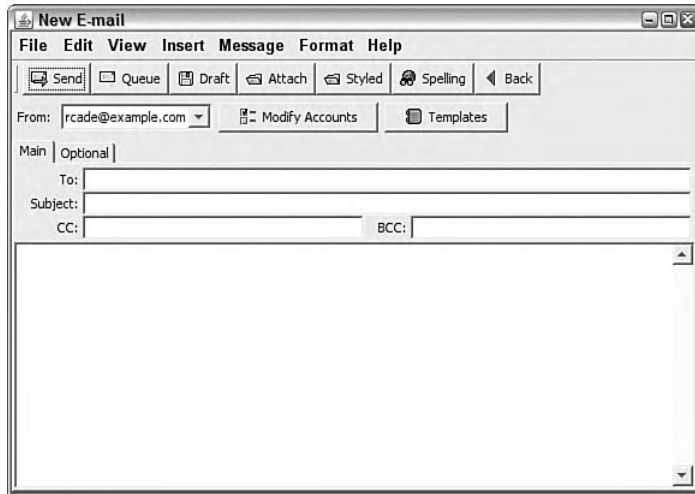 New E-mail
File Edit View Insert Message Format Help
Send Queue Draft Attach Styled Spelling Back
From: rcade@example.com Modify Accounts Templates
Main Optional
To:
Subject:
CC: BCC: